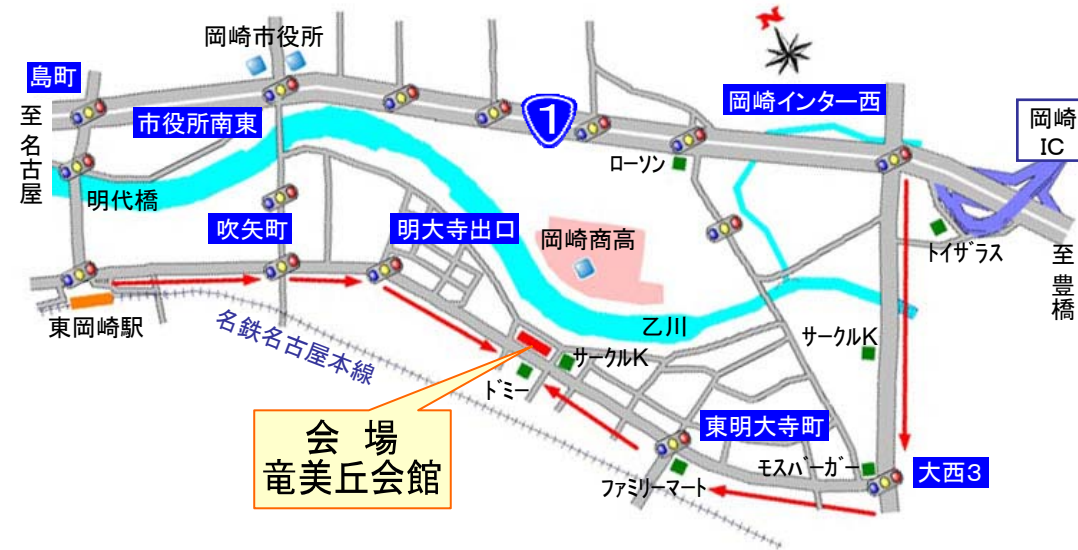 岡崎市役所
島町
市役所南東
岡崎インター西
至
名
古
屋
1
岡崎
IC
ローソン
明代橋
吹矢町
明大寺出口
岡崎商高
トイザラス
至
豊
橋
東岡崎駅
名鉄名古屋本線
乙川
サークルK
サークルK
ドミー
会 場
竜美丘会館
東明大寺町
モスバーガー
ファミリーマート
大西3